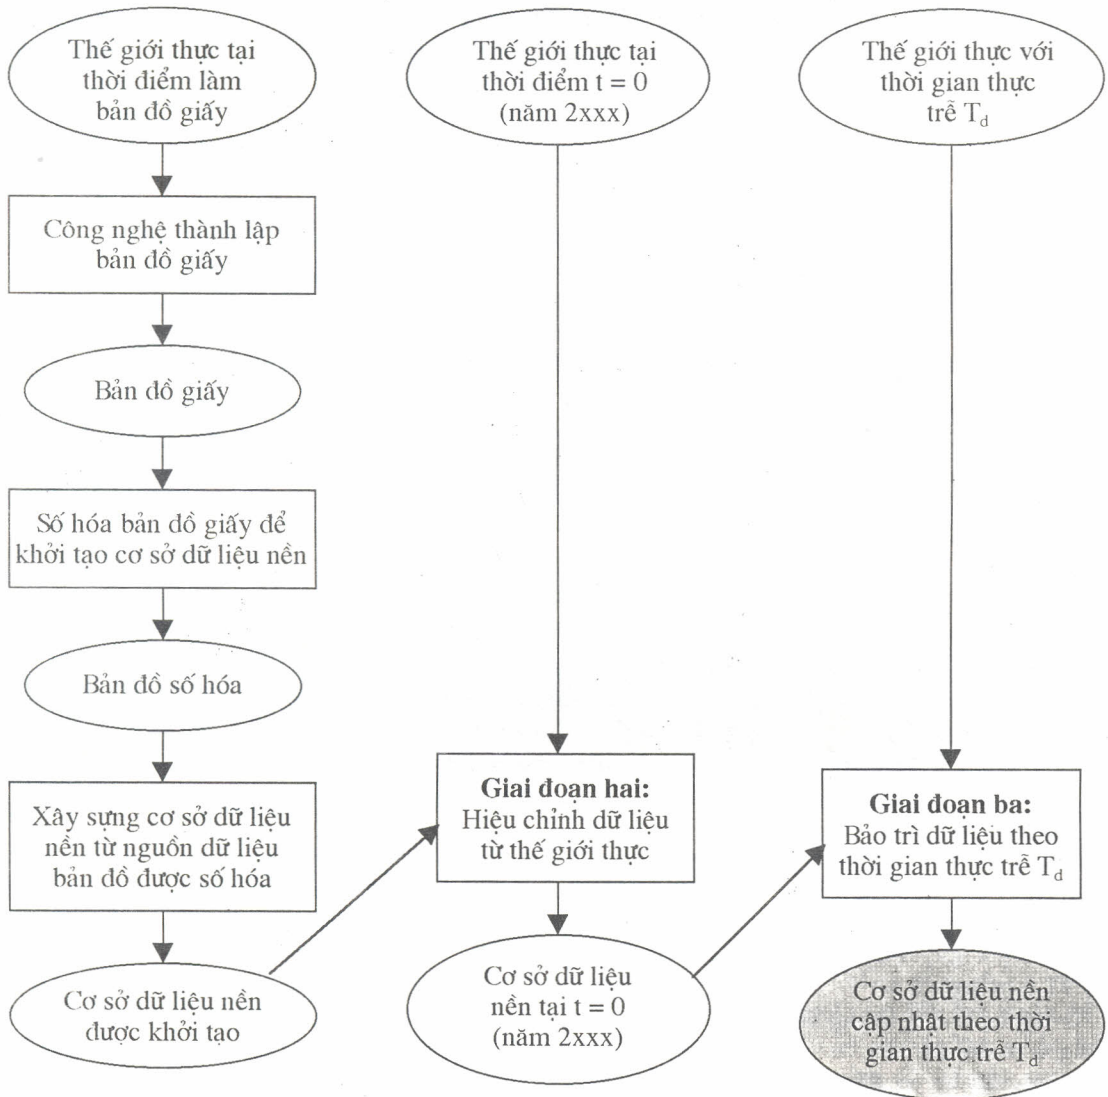 Thế giới thực tại
thời điểm làm
bản đồ giấy
Công nghệ thành lập
bản đồ giấy
Bản đồ giấy
Số hóa bản đồ giấy để
khởi tạo cơ sở dữ liệu nền
Bản đồ số hóa
Xây sựng cơ sở dữ liệu
nền từ nguồn dữ liệu
bản đồ được số hóa
Cơ sở dữ liệu nền
được khởi tạo
Thế giới thực tại
thời điểm t = 0
(năm 2xxx)
Giai đoạn hai:
Hiệu chỉnh dữ liệu
từ thế giới thực
Cơ sở dữ liệu
nền tại t = 0
(năm 2xxx)
Thế giới thực với
thời gian thực
trễ Td
Giai đoạn ba:
Bảo trì dữ liệu theo
thời gian thực trễ Td
Cơ sở dữ liệu nền
cập nhật theo thời
gian thực trễ Td